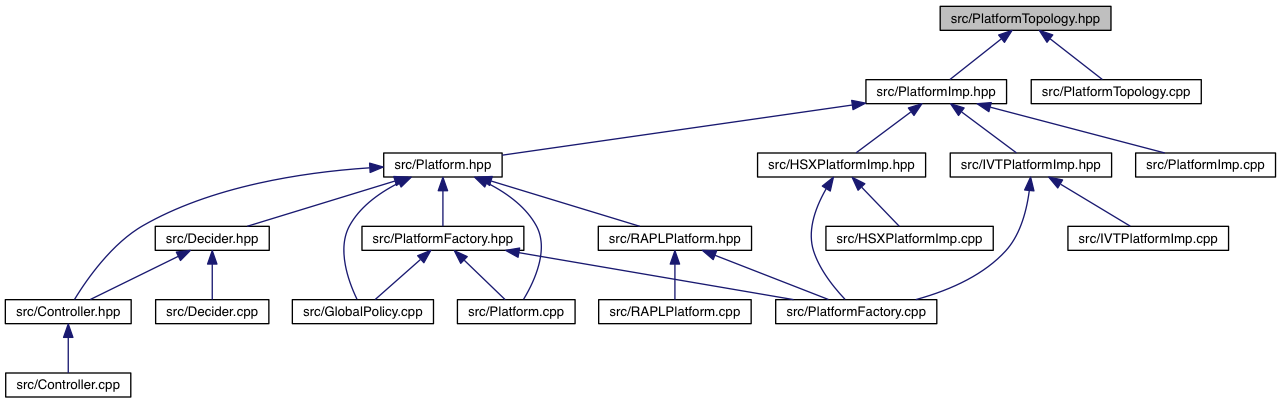 src/PlatformTopology.hpp
src/PlatformImp.hpp
src/PlatformTopology.cpp
src/Platform.hpp
src/HSXPlatformImp.hpp
src/IVTPlatformImp.hpp
src/PlatformImp.cpp
src/Decider.hpp
src/PlatformFactory.hpp
src/RAPLPlatform.hpp
src/HSXPlatformImp.cpp
src/IVTPlatformImp.cpp
src/Controller.hpp
src/Decider.cpp
src/GlobalPolicy.cpp
src/Platform.cpp
src/RAPLPlatform.cpp
src/PlatformFactory.cpp
src/Controller.cpp